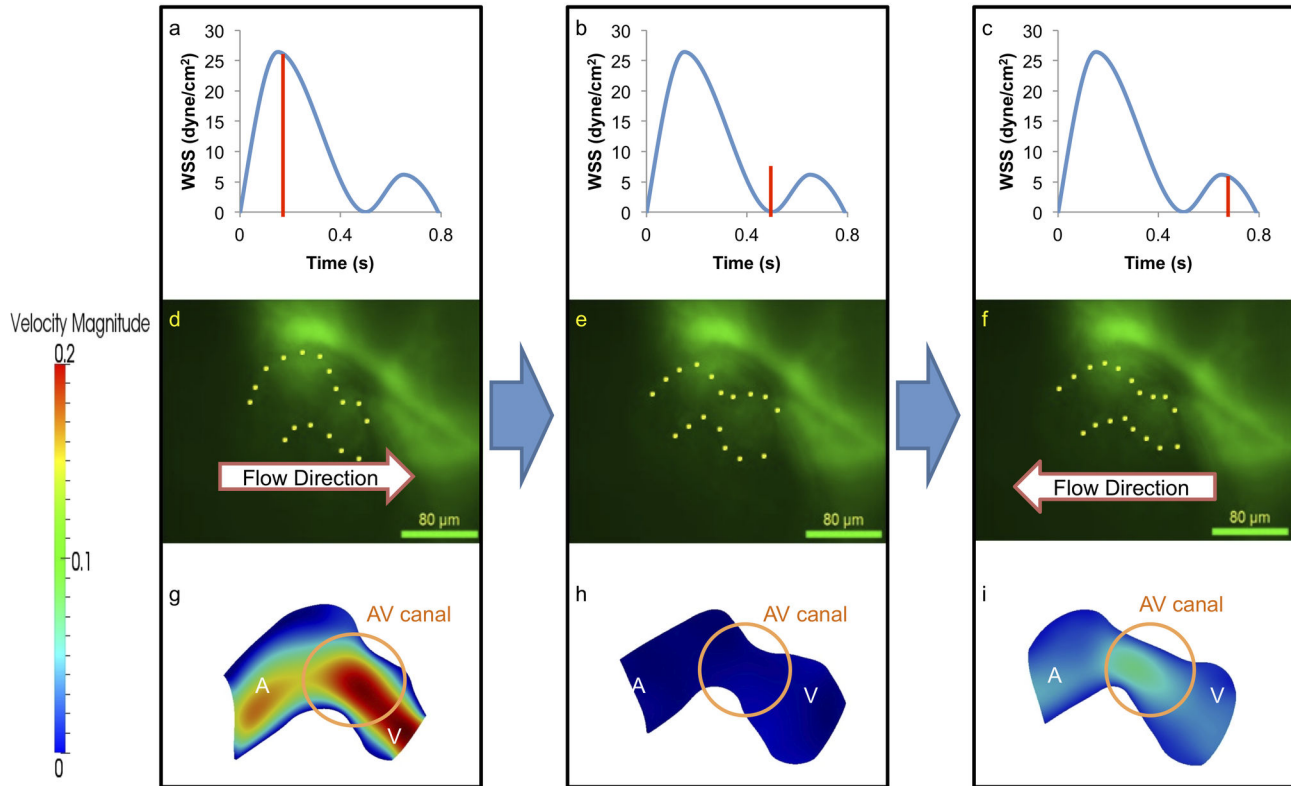 a
30
25
20
15
10
5
0
WSS (dyne/cm²)
0 0.4 0.8
Time (s)
b
30
25
20
15
10
5
0
WSS (dyne/cm²)
0 0.4 0.8
Time (s)
c
30
25
20
15
10
5
0
WSS (dyne/cm²)
0 0.4 0.8
Time (s)
Velocity Magnitude
0.2
0.1
0
d
Flow Direction
80 µm
e
80 µm
f
Flow Direction
80 µm
g
AV canal
A
V
h
AV canal
A
V
i
AV canal
A
V